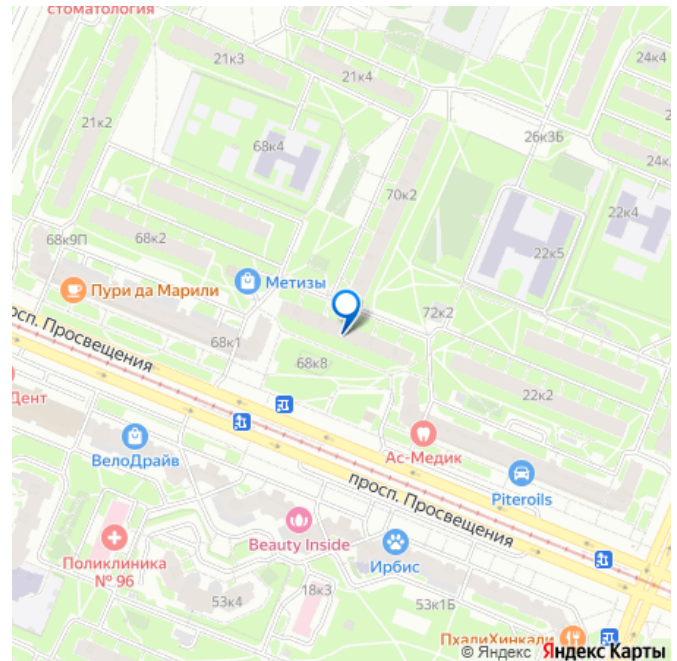 стоматология
21к3
24к4
21к4
21к2
26к3Б
68к4
24к.
70к2
22к4
68к9П
68к2
22к5
Метизы
Пури да Марили
72к2
просп. Просвещения
68к1
68к8
22к2
Дент
Ас-Медик
ВелоДрайв
просп. Просвещения
Piteroils
Beauty Inside
Ирбис
Поликлиника
№ 96
18к3
53к4
53к1Б
ПхалиХинкали
© Яндекс Яндекс Карты